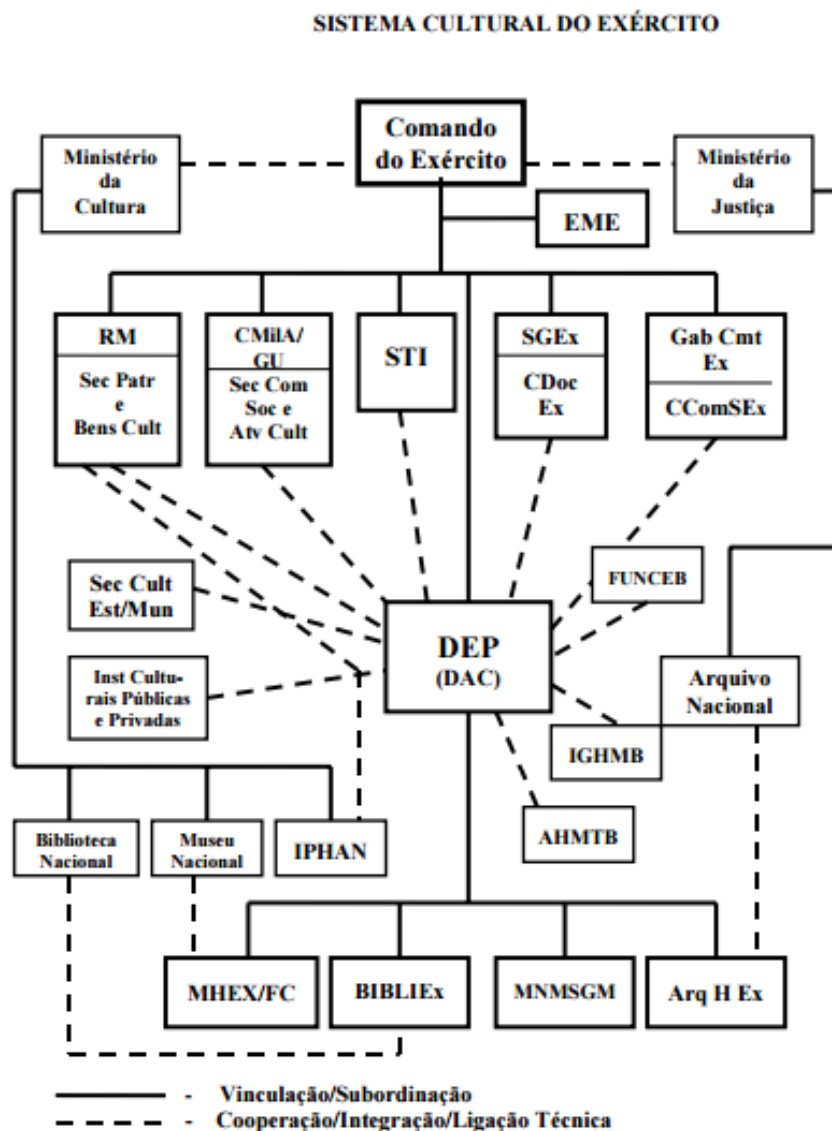 SISTEMA CULTURAL DO EXÉRCITO
Comando
do Exército
Ministério
da
Cultura
Ministério
da
Justiça
EME
RM
Sec Patr
e
Bens Cult
CMilA/
GU
Sec Com
Soc e
Atv Cult
STI
SGEx
CDoc
Ex
Gab Cmt
Ex
CComSEx
Sec Cult
Est/Mun
FUNCEB
DEP
(DAC)
Inst Cultu-
rais Públicas
e Privadas
Arquivo
Nacional
IGHMB
Biblioteca
Nacional
Museu
Nacional
IPHAN
AHMTB
MHEX/FC
BIBLIEx
MNMSGM
Arq H Ex
- Vinculação/Subordinação
- Cooperação/Integração/Ligação Técnica